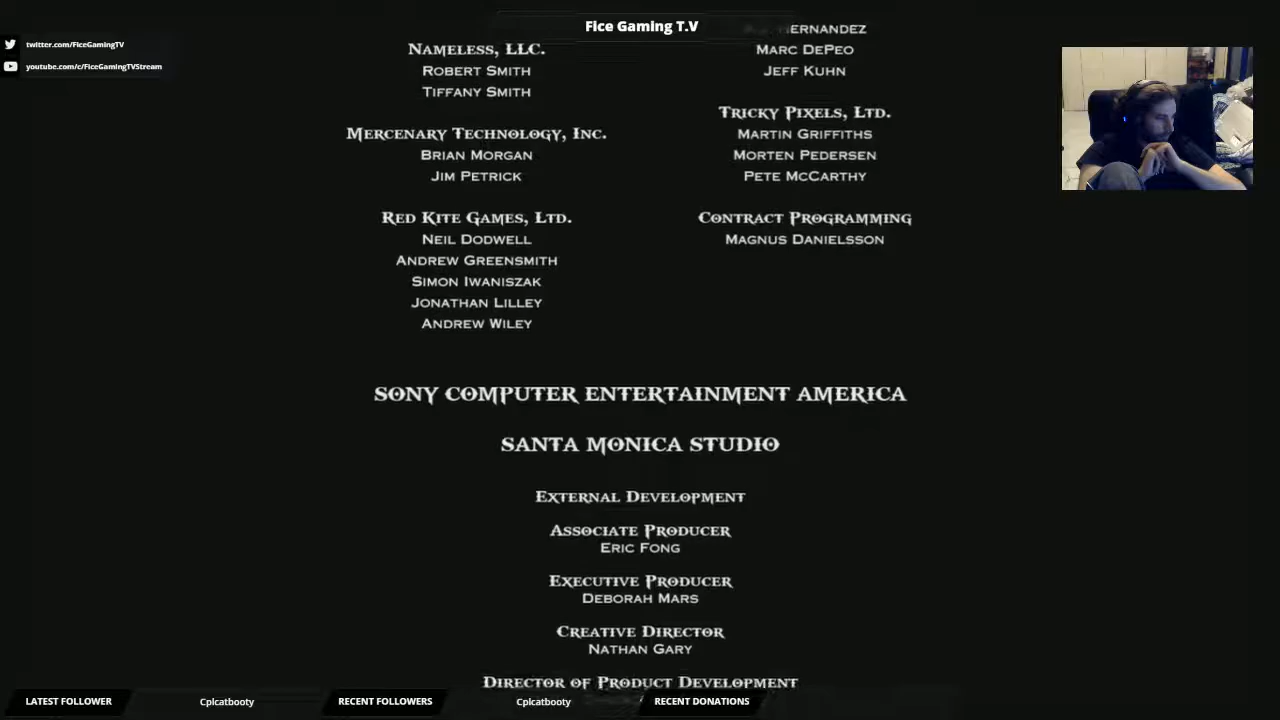 Fice Gaming T.V
twitter.com/FiceGamingTV
youtube.com/c/FiceGamingTVStream
NAMELESS, LLC.
ROBERT SMITH
TIFFANY SMITH
MERCENARY TECHNOLOGY, INC.
BRIAN MORGAN
JIM PETRICK
RED KITE GAMES, LTD.
NEIL DODWELL
ANDREW GREENSMITH
SIMON IWANISZAK
JONATHAN LILLEY
ANDREW WILEY
MARC DEPEO
JEFF KUHN
TRICKY PIXELS, LTD.
MARTIN GRIFFITHS
MORTEN PEDERSEN
PETE MCCARTHY
CONTRACT PROGRAMMING
MAGNUS DANIELSSON
SONY COMPUTER ENTERTAINMENT AMERICA
SANTA MONICA STUDIO
EXTERNAL DEVELOPMENT
ASSOCIATE PRODUCER
ERIC FONG
EXECUTIVE PRODUCER
DEBORAH MARS
CREATIVE DIRECTOR
NATHAN GARY
DIRECTOR OF PRODUCT DEVELOPMENT
LATEST FOLLOWER
Cplcatbooty
RECENT FOLLOWERS
Cplcatbooty
RECENT DONATIONS